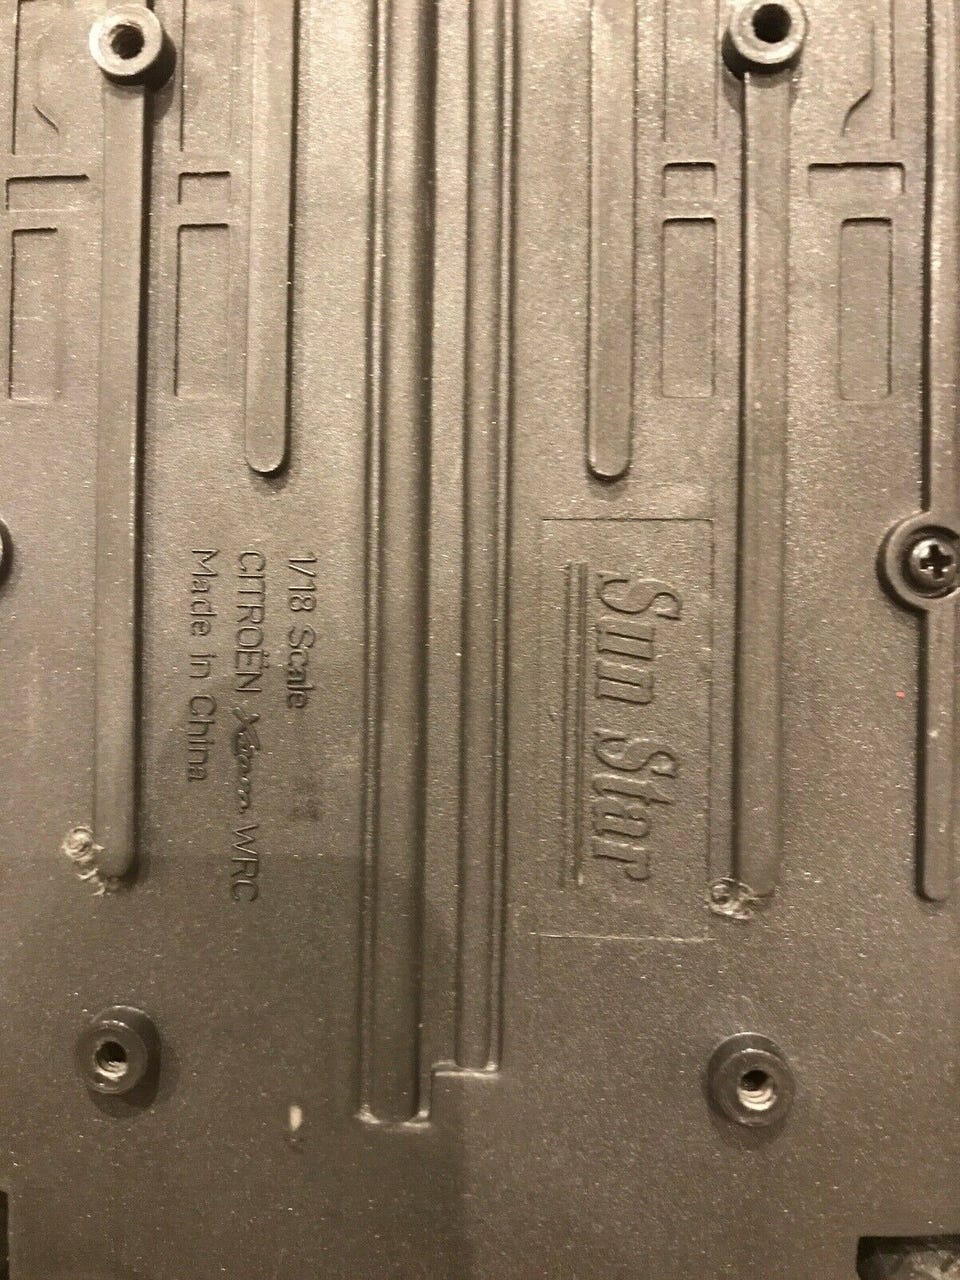 Sun Star
1/18 Scale
CITROËN Xsara WRC
Made in China